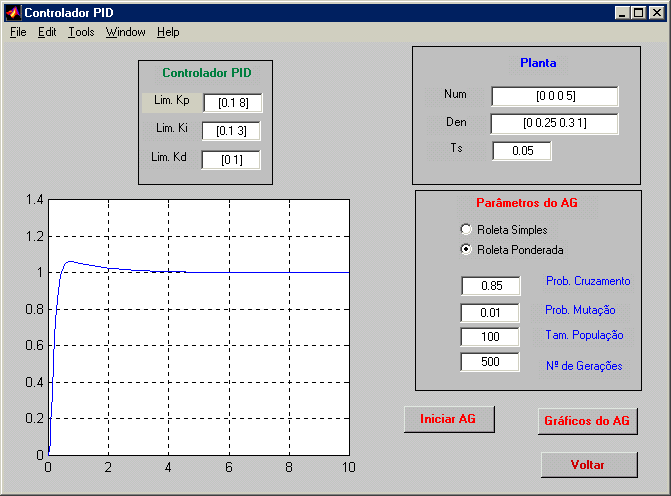 Controlador PID
File Edit Tools Window Help
Controlador PID
Lim. Kp [0.1 8]
Lim. Ki [0.1 3]
Lim. Kd [0 1]
Planta
Num [0 0 0 5]
Den [0 0.25 0.3 1]
Ts 0.05
1.4
1.2
1
0.8
0.6
0.4
0.2
0
0 2 4 6 8 10
Parâmetros do AG
Roleta Simples
Roleta Ponderada
0.85 Prob. Cruzamento
0.01 Prob. Mutação
100 Tam. População
500 Nº de Gerações
Iniciar AG
Gráficos do AG
Voltar